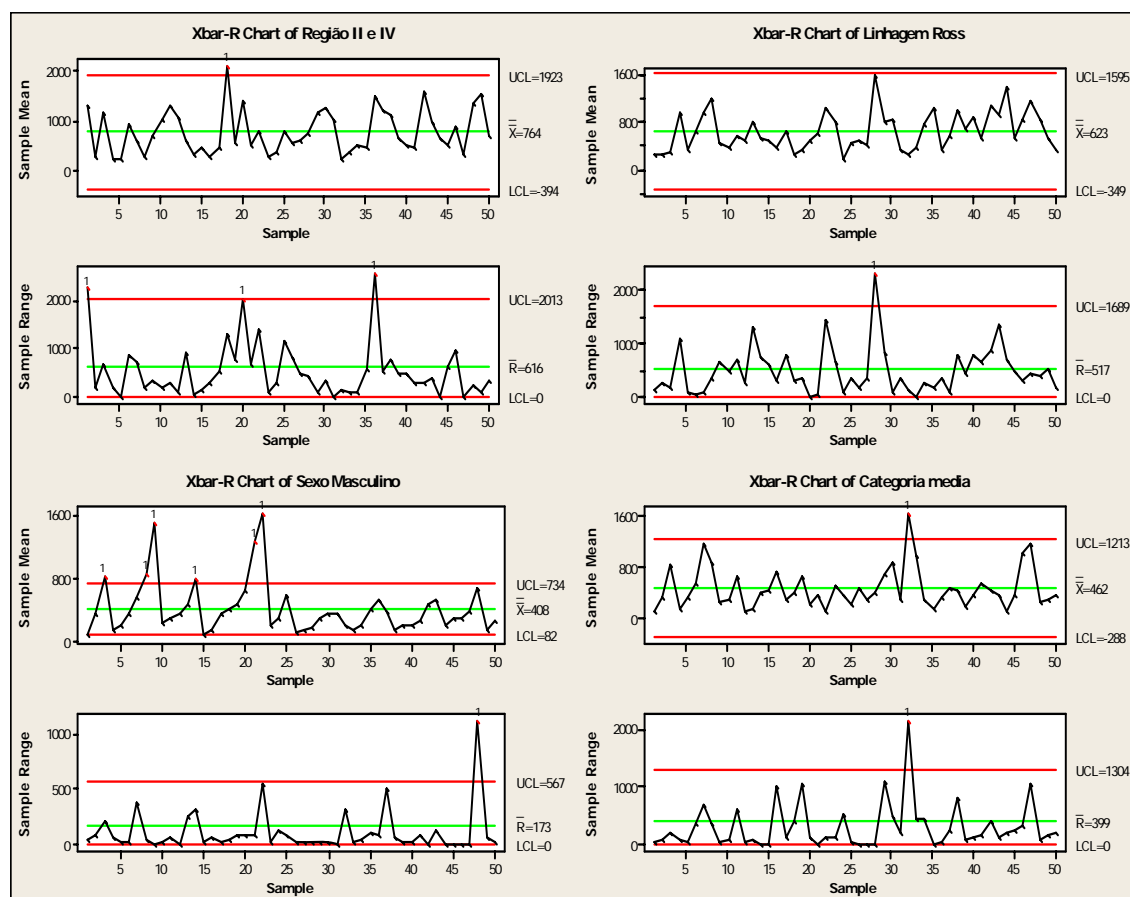 Xbar-R Chart of Região II e IV
1
2000
1000
0
Sample Mean
UCL=1923
X=764
LCL=-394
5 10 15 20 25 30 35 40 45 50
Sample
1
1
1
2000
1000
0
Sample Range
UCL=2013
R=616
LCL=0
5 10 15 20 25 30 35 40 45 50
Sample
Xbar-R Chart of Linhagem Ross
1
1600
800
0
Sample Mean
UCL=1595
X=623
LCL=-349
5 10 15 20 25 30 35 40 45 50
Sample
1
2000
1000
0
Sample Range
UCL=1689
R=517
LCL=0
5 10 15 20 25 30 35 40 45 50
Sample
Xbar-R Chart of Sexo Masculino
1
1
1
1
1
1
1600
800
0
Sample Mean
UCL=734
X=408
LCL=82
5 10 15 20 25 30 35 40 45 50
Sample
1
1000
500
0
Sample Range
UCL=567
R=173
LCL=0
5 10 15 20 25 30 35 40 45 50
Sample
Xbar-R Chart of Categoria media
1
1600
800
0
Sample Mean
UCL=1213
X=462
LCL=-288
5 10 15 20 25 30 35 40 45 50
Sample
1
2000
1000
0
Sample Range
UCL=1304
R=399
LCL=0
5 10 15 20 25 30 35 40 45 50
Sample